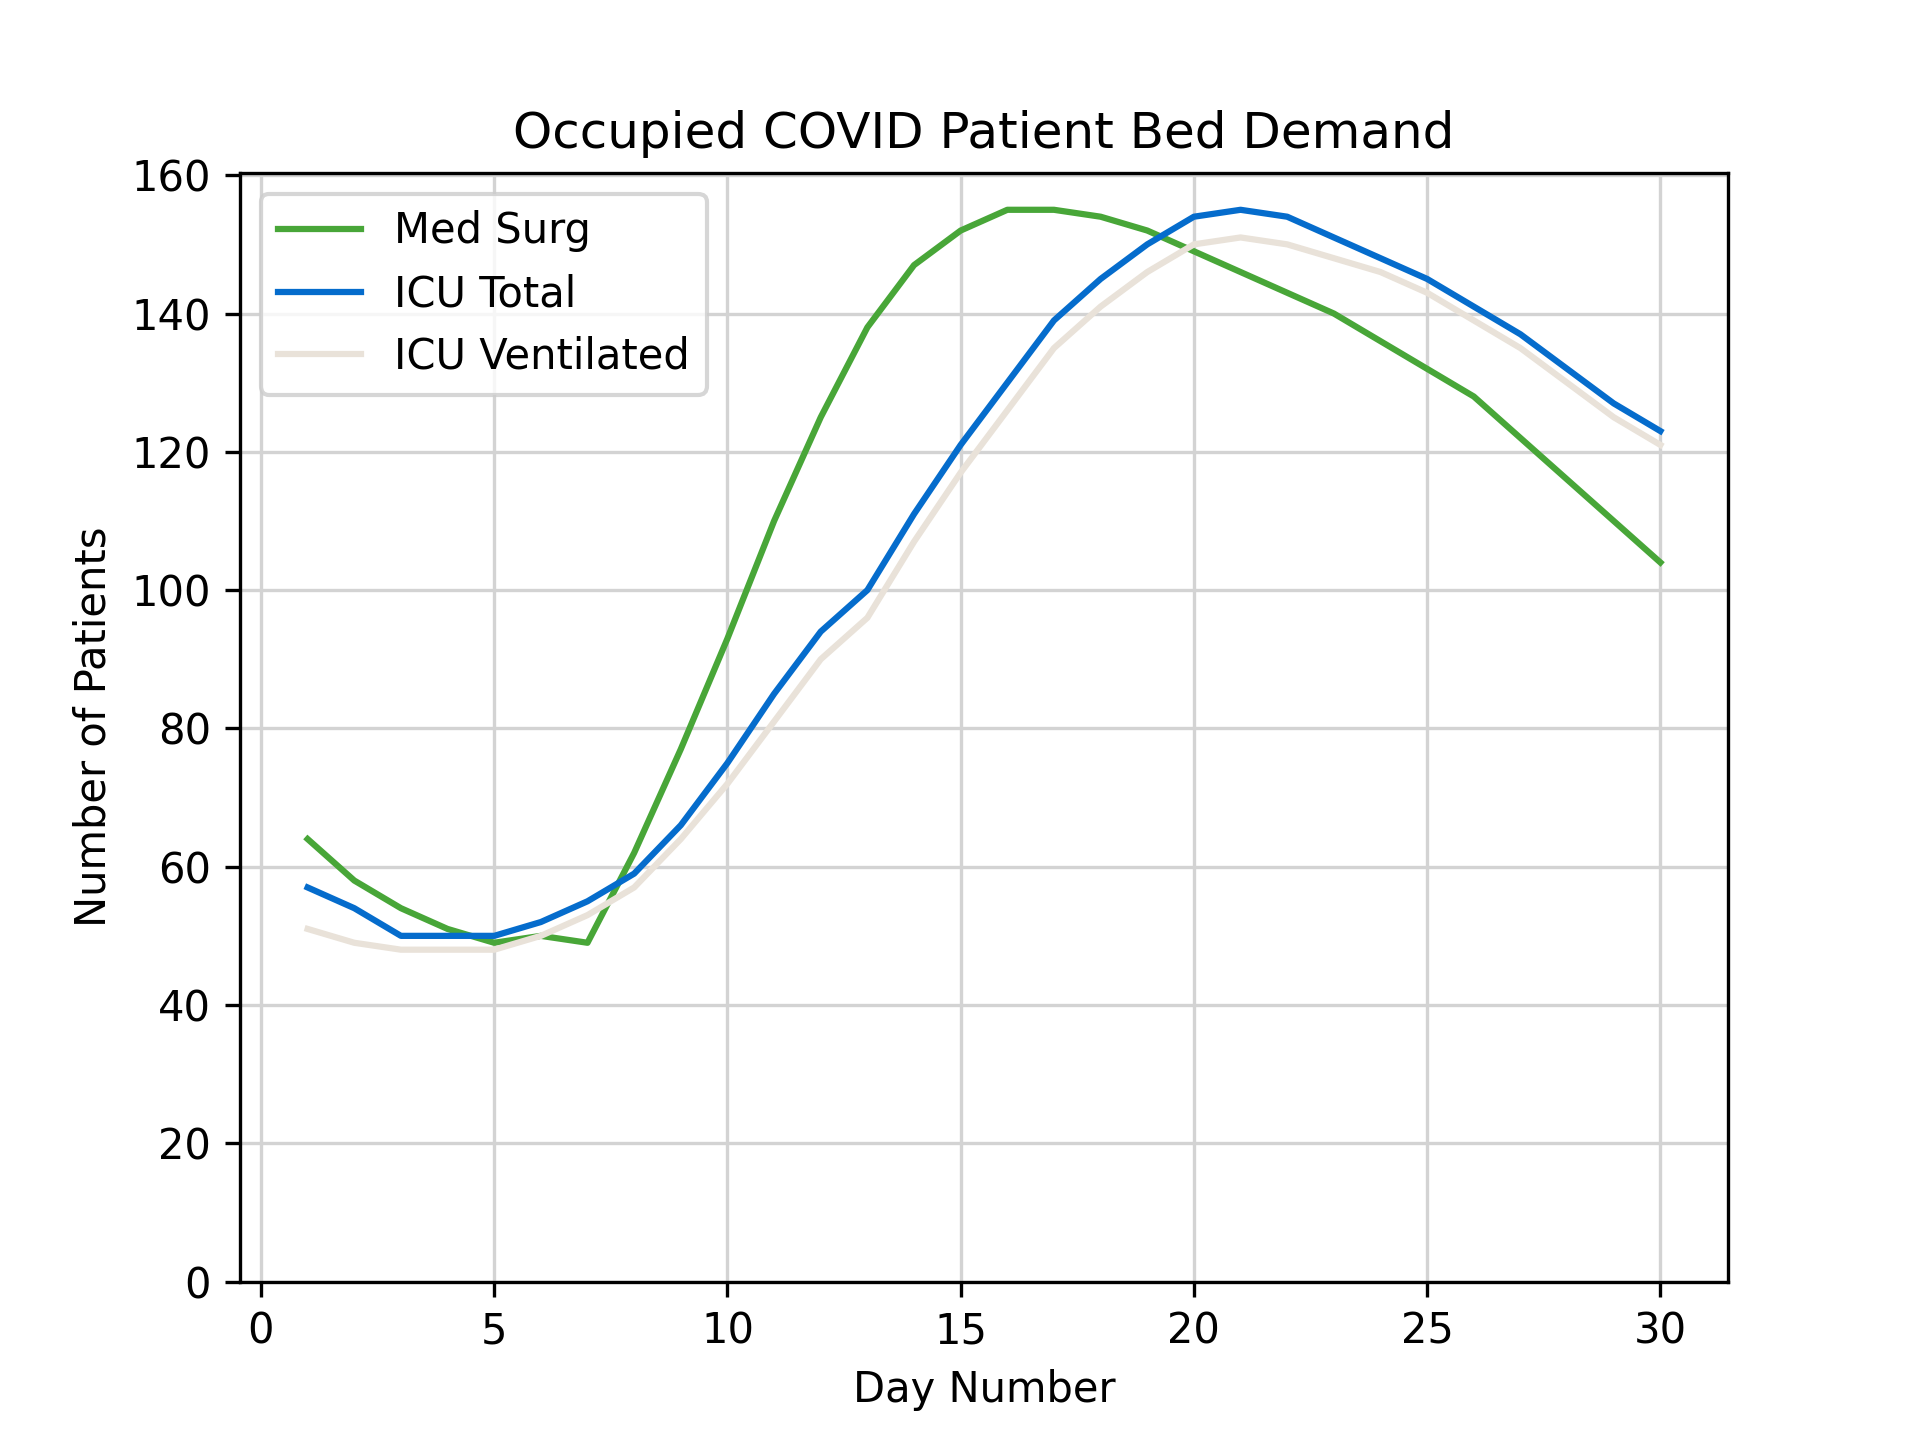 Occupied COVID Patient Bed Demand
160
140
120
100
80
60
40
20
0
Number of Patients
Med Surg
ICU Total
ICU Ventilated
0 5 10 15 20 25 30
Day Number